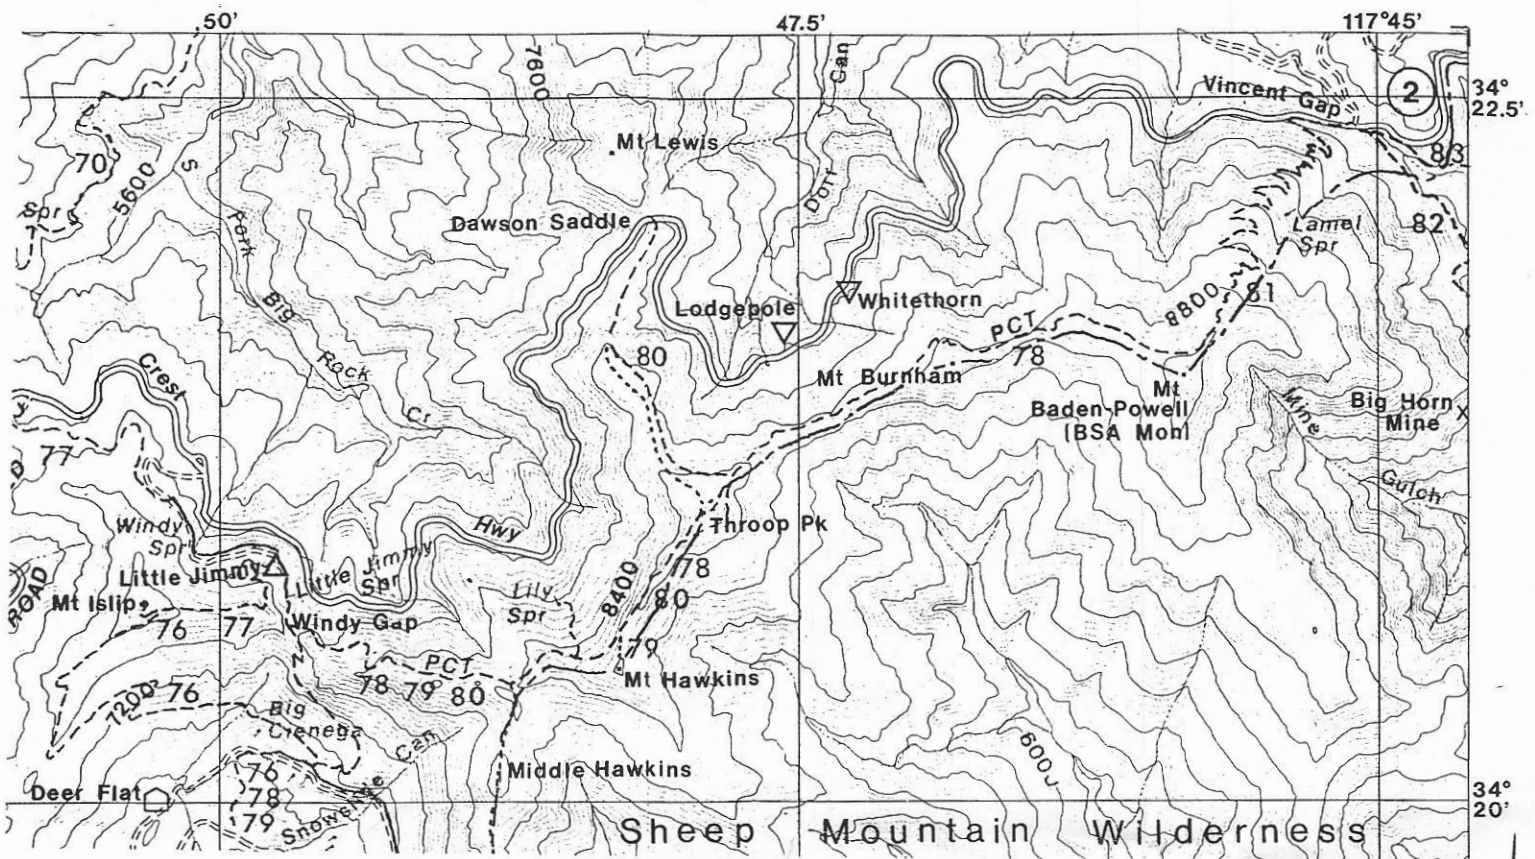 50'
47.5'
117°45'
7600
Can
Vincent Gap
2
34°
22.5'
Mt Lewis
70
5600
S
83
Spr
Fork
Dawson Saddle
Dorr
Lamel
Spr
82
Big
Lodgepole
Whitethorn
8800
81
Crest
Rock
80
PCT
78
Mt Burnham
Mt
Baden-Powell
(BSA Mon)
Mine
Big Horn
Mine
x
Cr
77
Gulch
Windy
Spr
Hwy
Throop Pk
Little Jimmy
Little Jimmy
Spr
ROAD
Mt Islip
76
77
Windy Gap
Lily
Spr
8400
78
80
79
PCT
78
79
80
Mt Hawkins
7200
76
Big
Cienega
Can
600
Middle Hawkins
Deer Flat
76
78
79
34°
20'
Sheep Mountain Wilderness